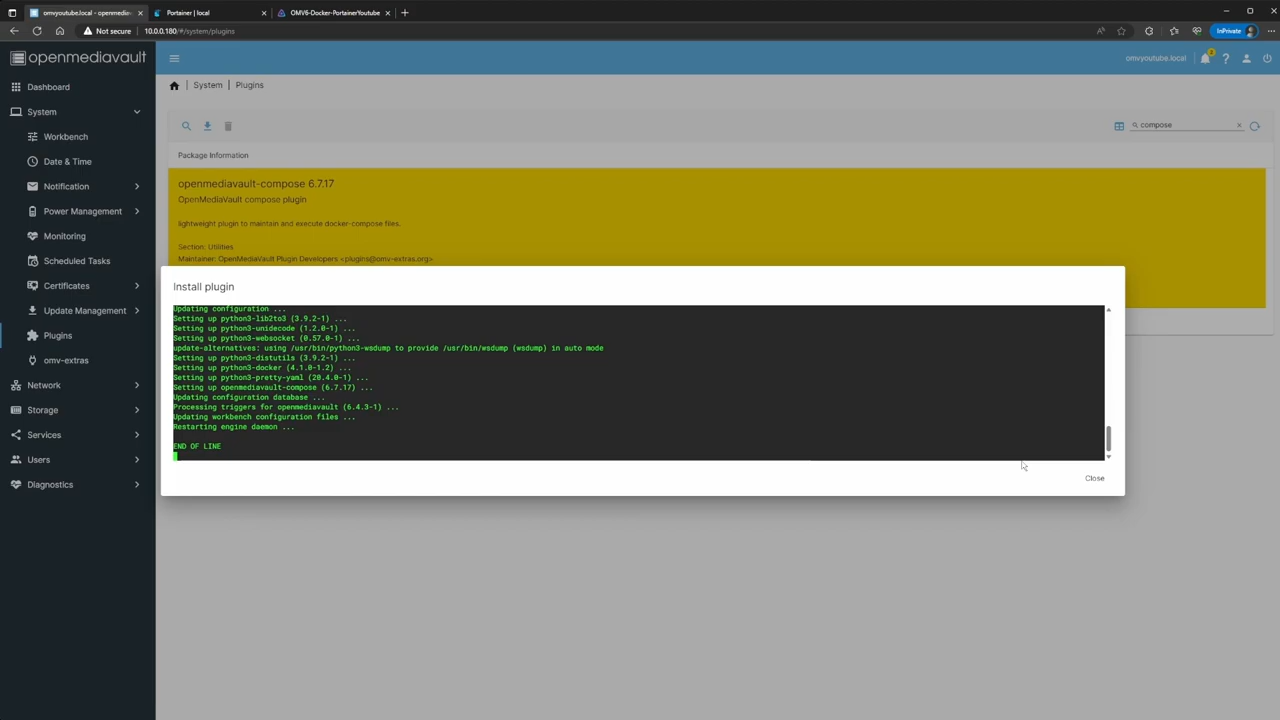 omvyoutube.local - openmedi-
Portainer | local
OMV6-Docker-PortainerYoutube
Not secure
10.0.0.180/#/system/plugins
InPrivate
openmediavault
omvyoutube.local
2
Dashboard
System
Workbench
Date & Time
Notification
Power Management
Monitoring
Scheduled Tasks
Certificates
Update Management
Plugins
omv-extras
Network
Storage
Services
Users
Diagnostics
System | Plugins
compose
Package Information
openmediavault-compose 6.7.17
OpenMediaVault compose plugin
lightweight plugin to maintain and execute docker-compose files.
Section: Utilities
Maintainer: OpenMediaVault Plugin Developers <plugins@omv-extras.org>
Install plugin
Updating configuration ...
Setting up python3-lib2to3 (3.9.2-1) ...
Setting up python3-unidecode (1.2.0-1) ...
Setting up python3-websocket (0.57.0-1) ...
update-alternatives: using /usr/bin/python3-wsdump to provide /usr/bin/wsdump (wsdump) in auto mode
Setting up python3-distutils (3.9.2-1) ...
Setting up python3-docker (4.1.0-1.2) ...
Setting up python3-pretty-yaml (20.4.0-1) ...
Setting up openmediavault-compose (6.7.17) ...
Updating configuration database ...
Processing triggers for openmediavault (6.4.3-1) ...
Updating workbench configuration files ...
Restarting engine daemon ...
END OF LINE
Close